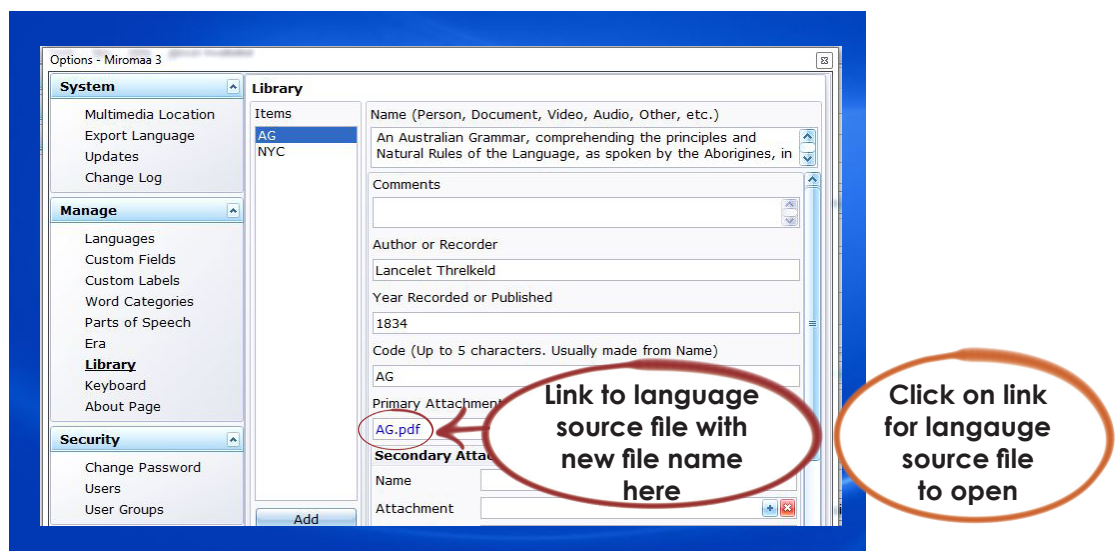 Options - Miromaa 3
System
Multimedia Location
Export Language
Updates
Change Log
Manage
Languages
Custom Fields
Custom Labels
Word Categories
Parts of Speech
Era
Library
Keyboard
About Page
Security
Change Password
Users
User Groups
Library
Items
AG
NYC
Add
Name (Person, Document, Video, Audio, Other, etc.)
An Australian Grammar, comprehending the principles and
Natural Rules of the Language, as spoken by the Aborigines, in
Comments
Author or Recorder
Lancelet Threlkeld
Year Recorded or Published
1834
Code (Up to 5 characters. Usually made from Name)
AG
Primary Attachment
AG.pdf
Secondary
Name
Attachment
Link to language
source file with
new file name
here
Click on link
for langauge
source file
to open